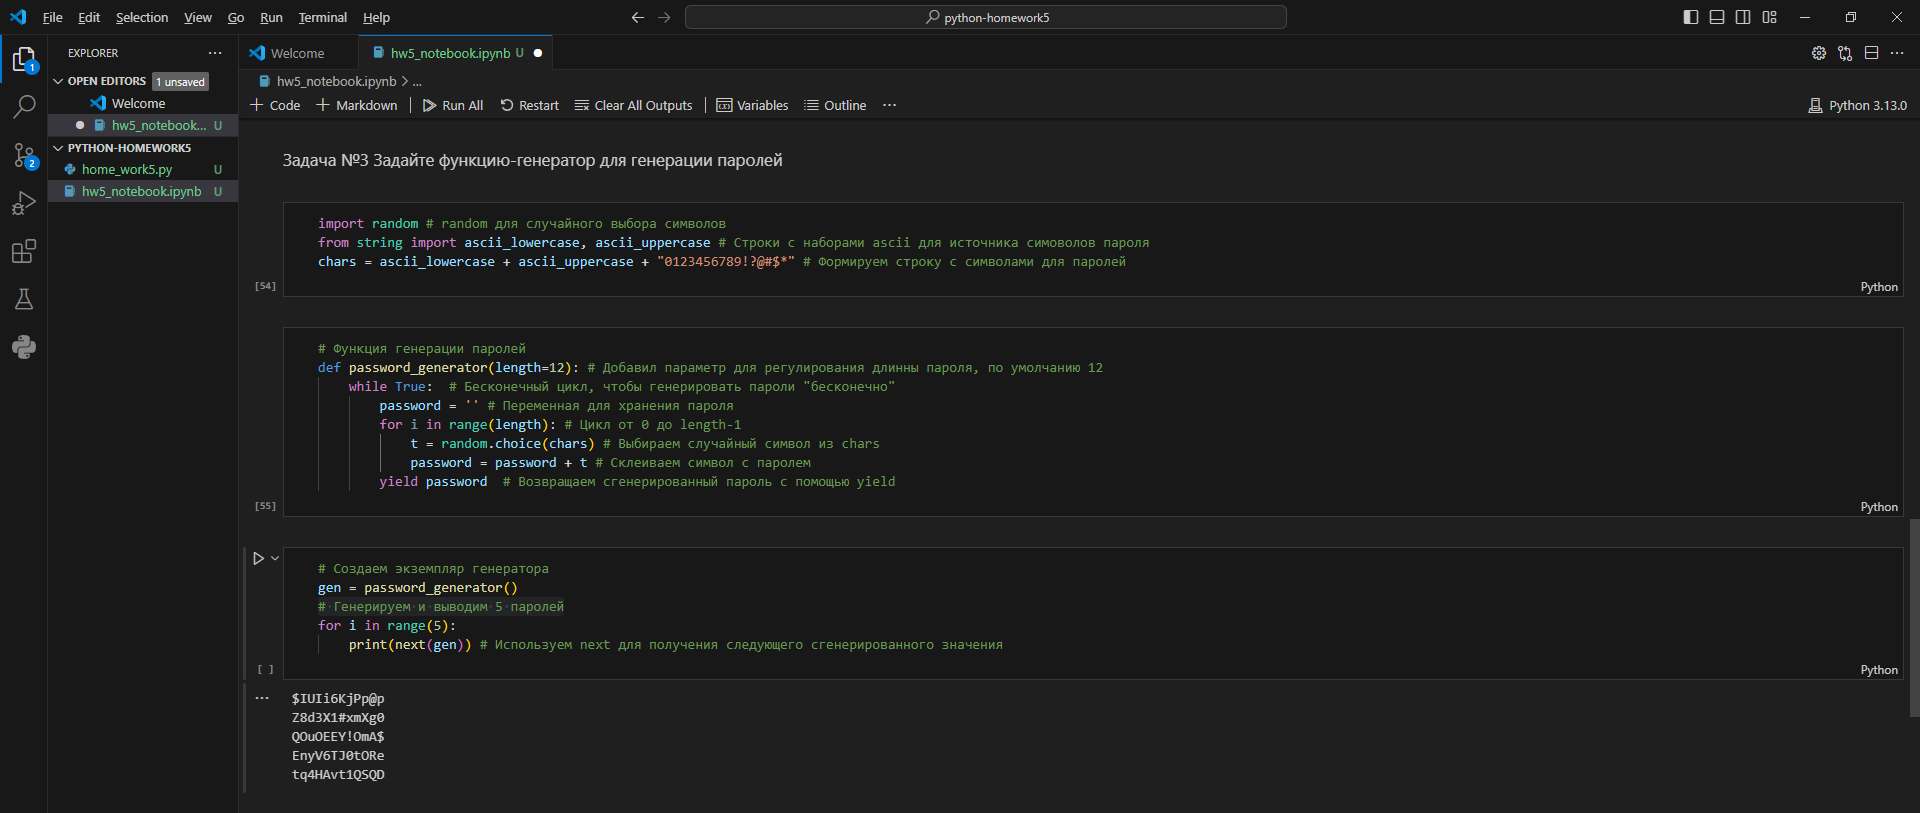 File Edit Selection View Go Run Terminal Help
python-homework5
EXPLORER
OPEN EDITORS 1 unsaved
Welcome
hw5_notebook... U
PYTHON-HOMEWORK5
home_work5.py U
hw5_notebook.ipynb U
1
2
Welcome
hw5_notebook.ipynb U
hw5_notebook.ipynb > ...
Code Markdown Run All Restart Clear All Outputs Variables Outline ...
Python 3.13.0
Задача №3 Задайте функцию-генератор для генерации паролей
import random # random для случайного выбора символов
from string import ascii_lowercase, ascii_uppercase # Строки с наборами ascii для источника симоволов пароля
chars = ascii_lowercase + ascii_uppercase + "0123456789!?@#$*" # Формируем строку с символами для паролей
[54]
Python
# Функция генерации паролей
def password_generator(length=12): # Добавил параметр для регулирования длинны пароля, по умолчанию 12
while True: # Бесконечный цикл, чтобы генерировать пароли "бесконечно"
password = '' # Переменная для хранения пароля
for i in range(length): # Цикл от 0 до length-1
t = random.choice(chars) # Выбираем случайный символ из chars
password = password + t # Склеиваем символ с паролем
yield password # Возвращаем сгенерированный пароль с помощью yield
[55]
Python
# Создаем экземпляр генератора
gen = password_generator()
# Генерируем и выводим 5 паролей
for i in range(5):
print(next(gen)) # Используем next для получения следующего сгенерированного значения
[ ]
Python
$IUIi6KjPp@p
Z8d3X1#xmXg0
QOuOEEY!OmA$
EnyV6TJ0tORe
tq4HAvt1QSQD